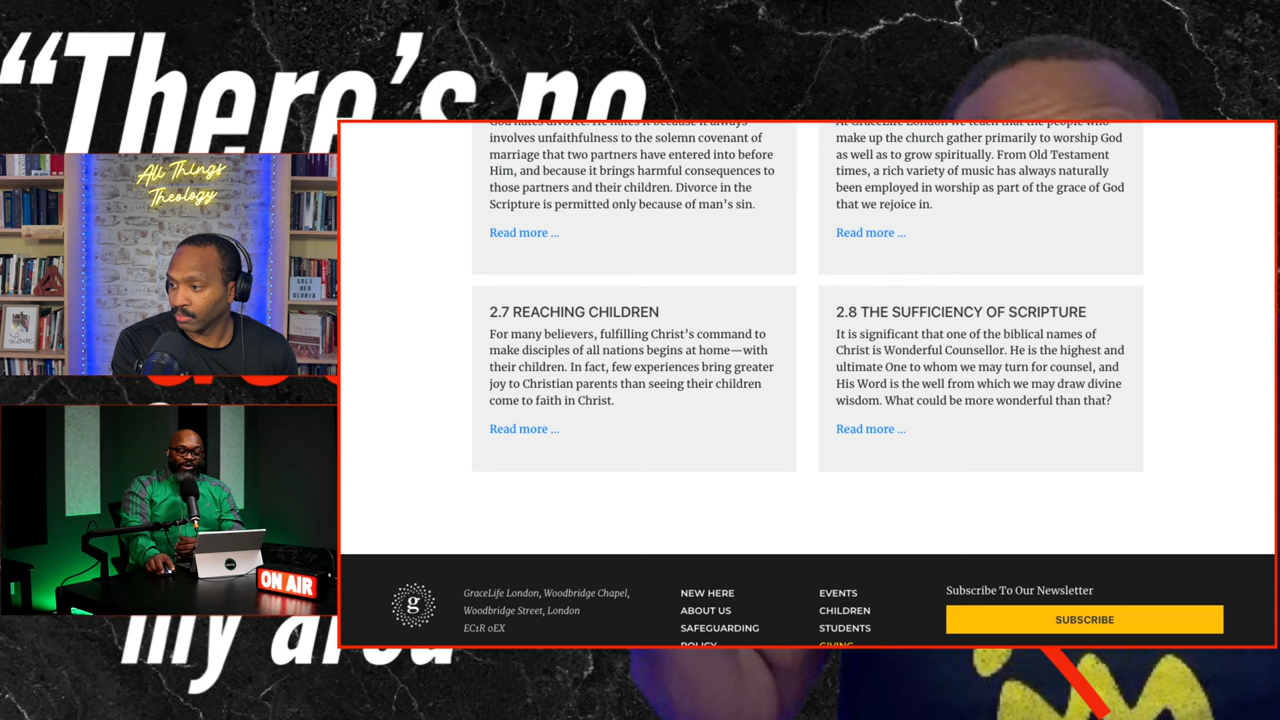 “There’s no
All Things
Theology
SOLI
DEO
GLORIA
ON AIR
my area
God hates divorce. He hates it because it always
involves unfaithfulness to the solemn covenant of
marriage that two partners have entered into before
Him, and because it brings harmful consequences to
those partners and their children. Divorce in the
Scripture is permitted only because of man’s sin.
Read more ...
At GraceLife London we teach that the people who
make up the church gather primarily to worship God
as well as to grow spiritually. From Old Testament
times, a rich variety of music has always naturally
been employed in worship as part of the grace of God
that we rejoice in.
Read more ...
2.7 REACHING CHILDREN
For many believers, fulfilling Christ’s command to
make disciples of all nations begins at home—with
their children. In fact, few experiences bring greater
joy to Christian parents than seeing their children
come to faith in Christ.
Read more ...
2.8 THE SUFFICIENCY OF SCRIPTURE
It is significant that one of the biblical names of
Christ is Wonderful Counsellor. He is the highest and
ultimate One to whom we may turn for counsel, and
His Word is the well from which we may draw divine
wisdom. What could be more wonderful than that?
Read more ...
g
GraceLife London, Woodbridge Chapel,
Woodbridge Street, London
EC1R 0EX
NEW HERE
ABOUT US
SAFEGUARDING
POLICY
EVENTS
CHILDREN
STUDENTS
GIVING
Subscribe To Our Newsletter
SUBSCRIBE